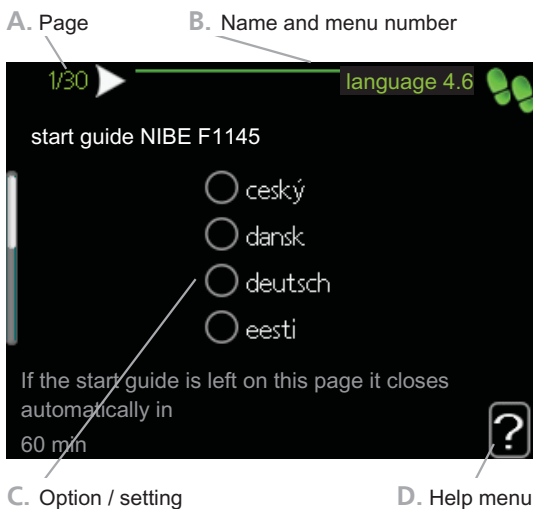 A. Page
B. Name and menu number
1/30
language 4.6
start guide NIBE F1145
ceský
dansk
deutsch
eesti
If the start guide is left on this page it closes
automatically in
60 min
?
C. Option / setting
D. Help menu